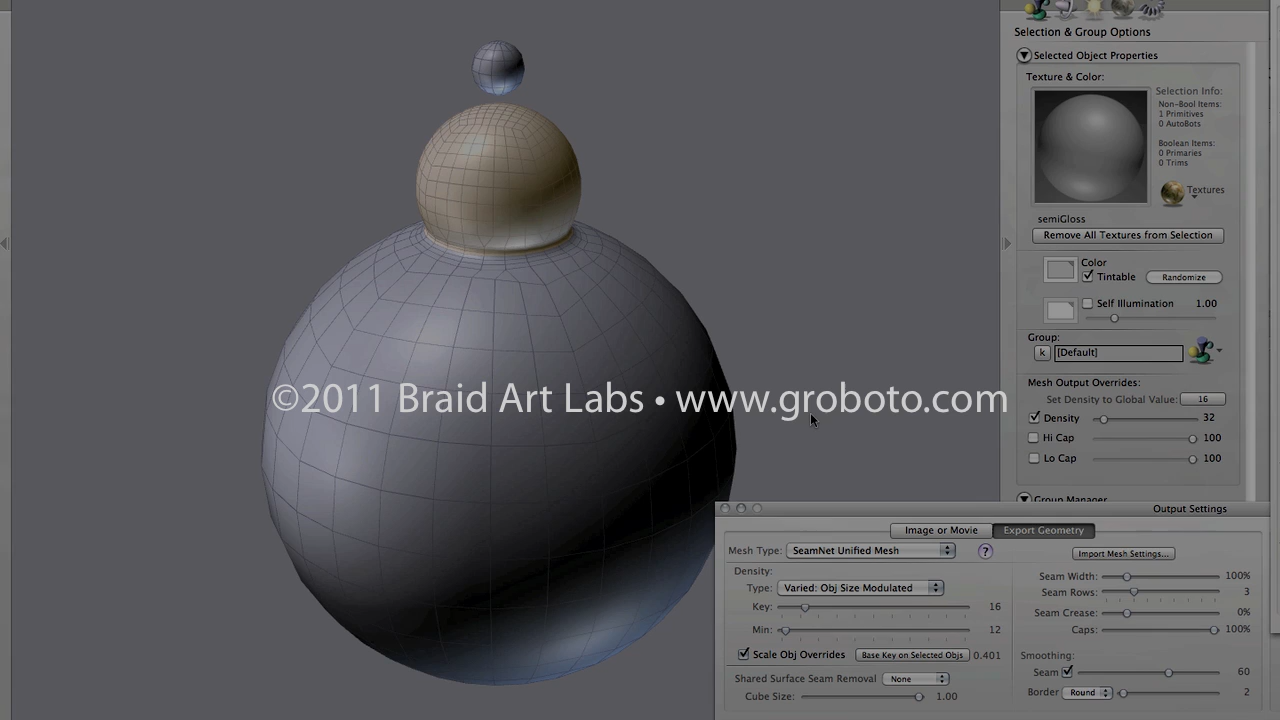 Selection & Group Options
Selected Object Properties
Texture & Color:
Selection Info:
Non-Bool Items:
1 Primitives
0 AutoBots
Boolean Items:
0 Primaries
0 Trims
Textures
semiGloss
Remove All Textures from Selection
Color
Tintable
Randomize
Self Illumination 1.00
Group:
k [Default]
Mesh Output Overrides:
Set Density to Global Value: 16
Density 32
Hi Cap 100
Lo Cap 100
Group Manager
©2011 Braid Art Labs • www.groboto.com
Output Settings
Image or Movie Export Geometry
Mesh Type: SeamNet Unified Mesh ?
Density:
Type: Varied: Obj Size Modulated
Key: 16
Min: 12
Scale Obj Overrides Base Key on Selected Objs 0.401
Shared Surface Seam Removal None
Cube Size: 1.00
Import Mesh Settings...
Seam Width: 100%
Seam Rows: 3
Seam Crease: 0%
Caps: 100%
Smoothing:
Seam 60
Border Round 2